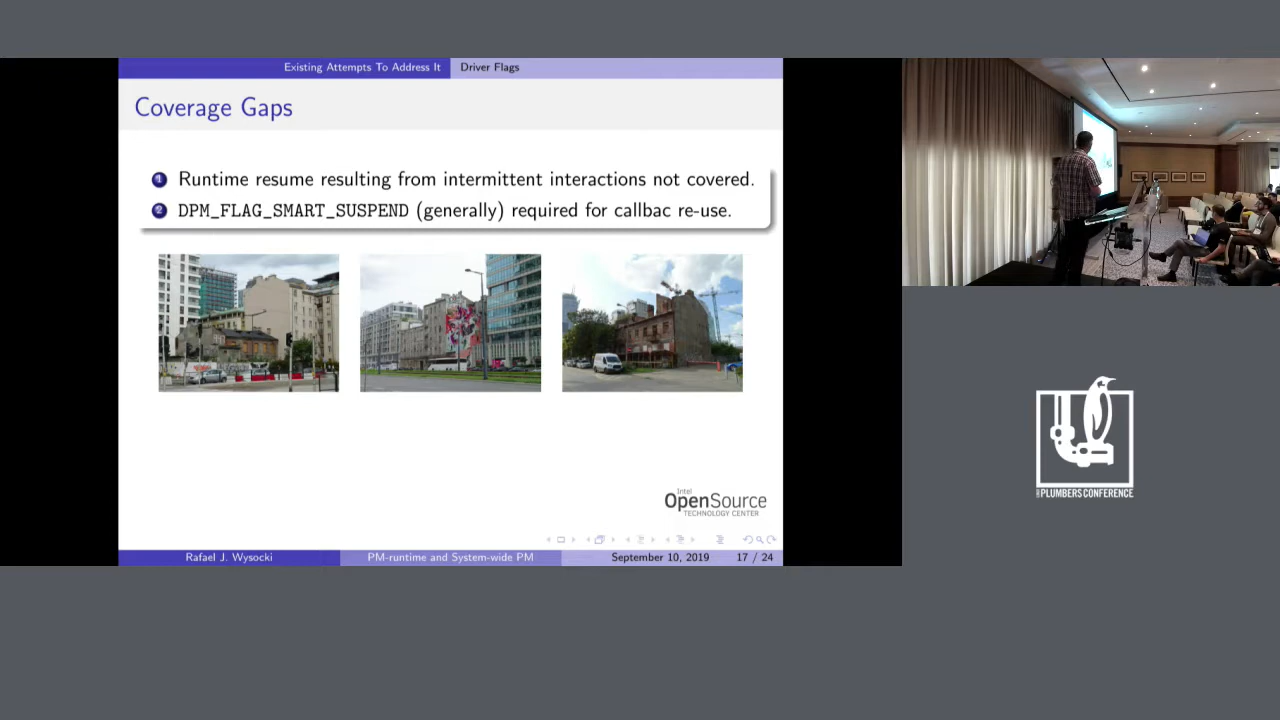 Existing Attempts To Address It Driver Flags
Coverage Gaps
1 Runtime resume resulting from intermittent interactions not covered.
2 DPM_FLAG_SMART_SUSPEND (generally) required for callbac re-use.
Intel
OpenSource
TECHNOLOGY CENTER
Rafael J. Wysocki PM-runtime and System-wide PM September 10, 2019 17 / 24
PLUMBERS CONFERENCE